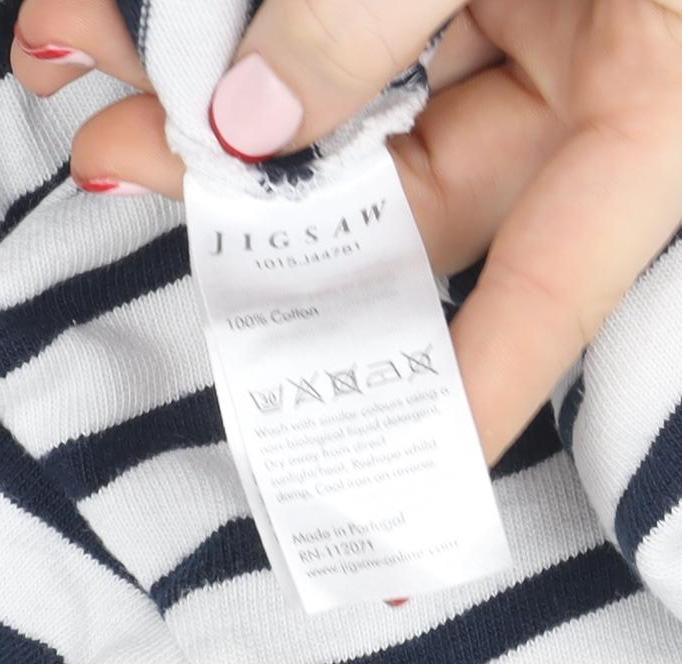 JIGSAW
1015.J44781
100% Cotton
30
Wash with similar colours using a
non-biological liquid detergent.
Dry away from direct
sunlight/heat. Reshape whilst
damp. Cool iron on reverse.
Made in Portugal
RN-112071
www.jigsaw-online.com